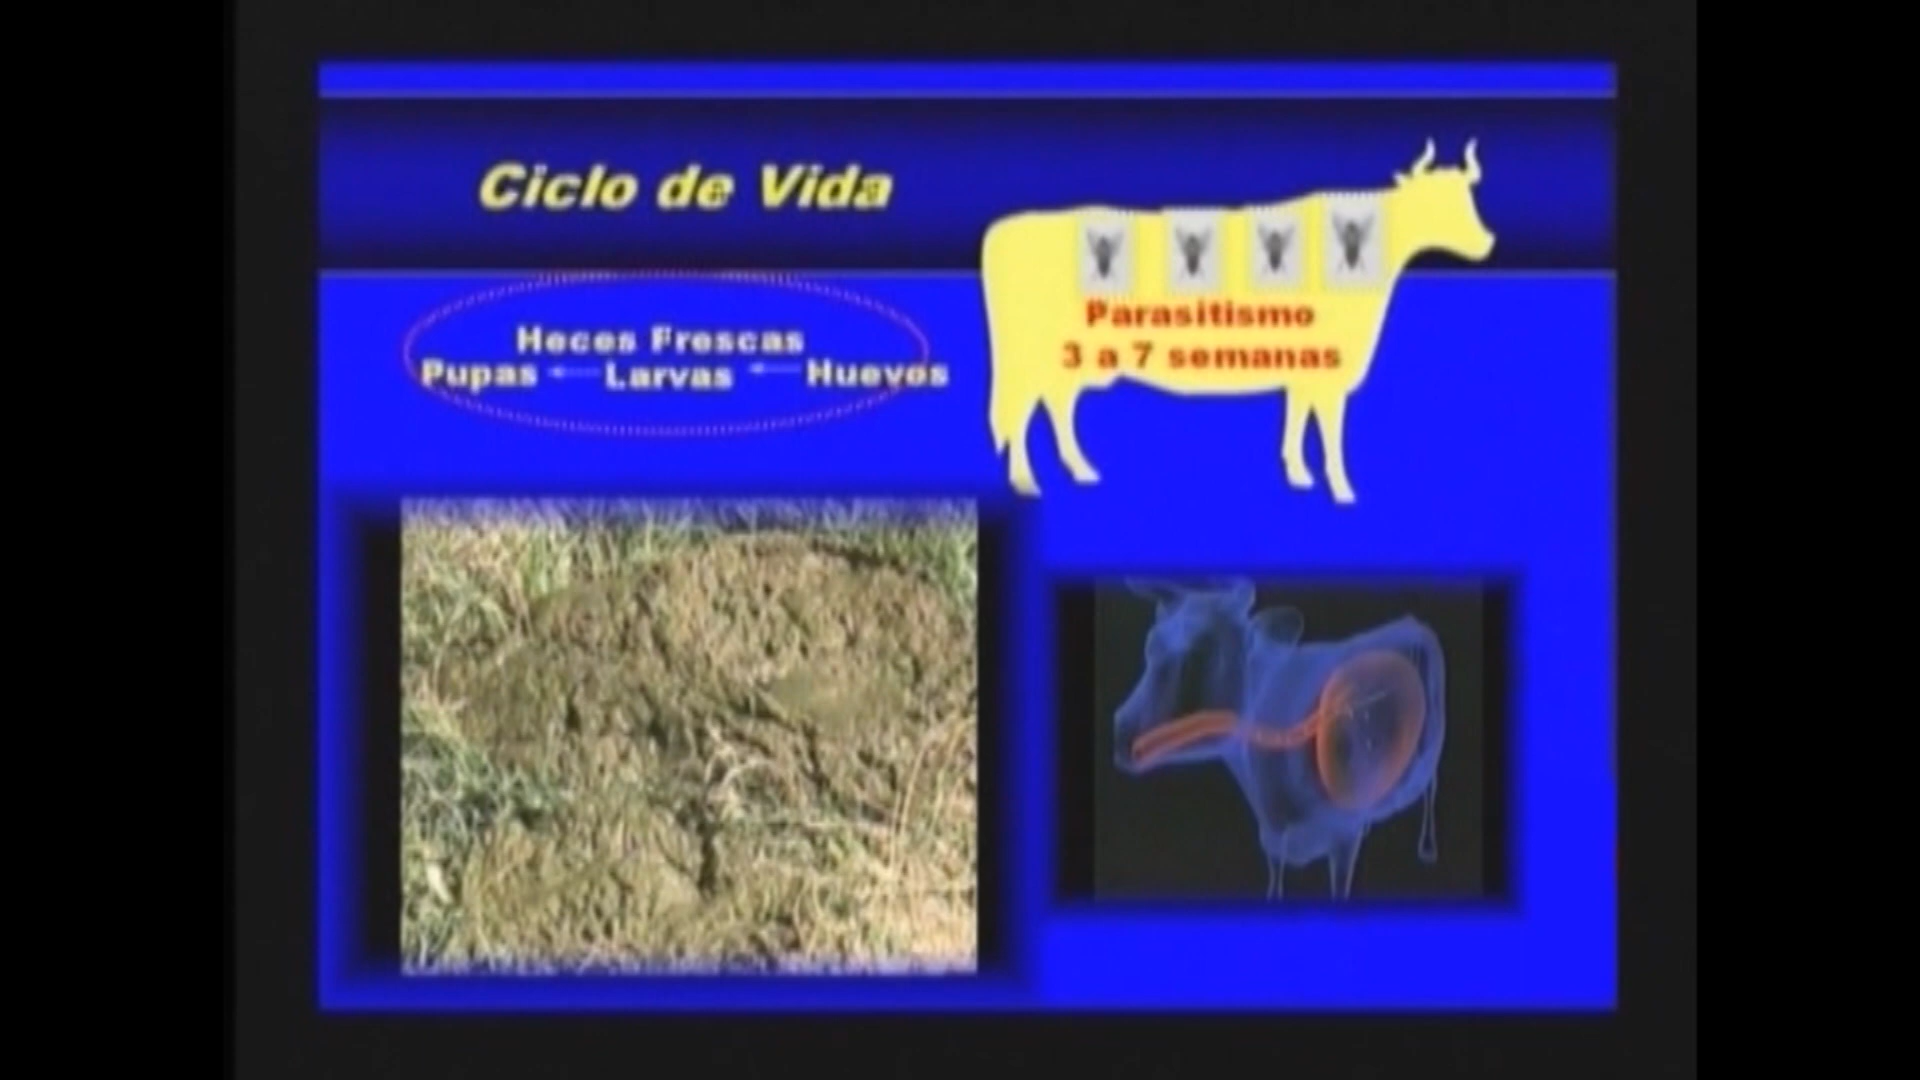 Ciclo de Vida
Heces Frescas
Pupas ← Larvas ← Huevos
Parasitismo
3 a 7 semanas